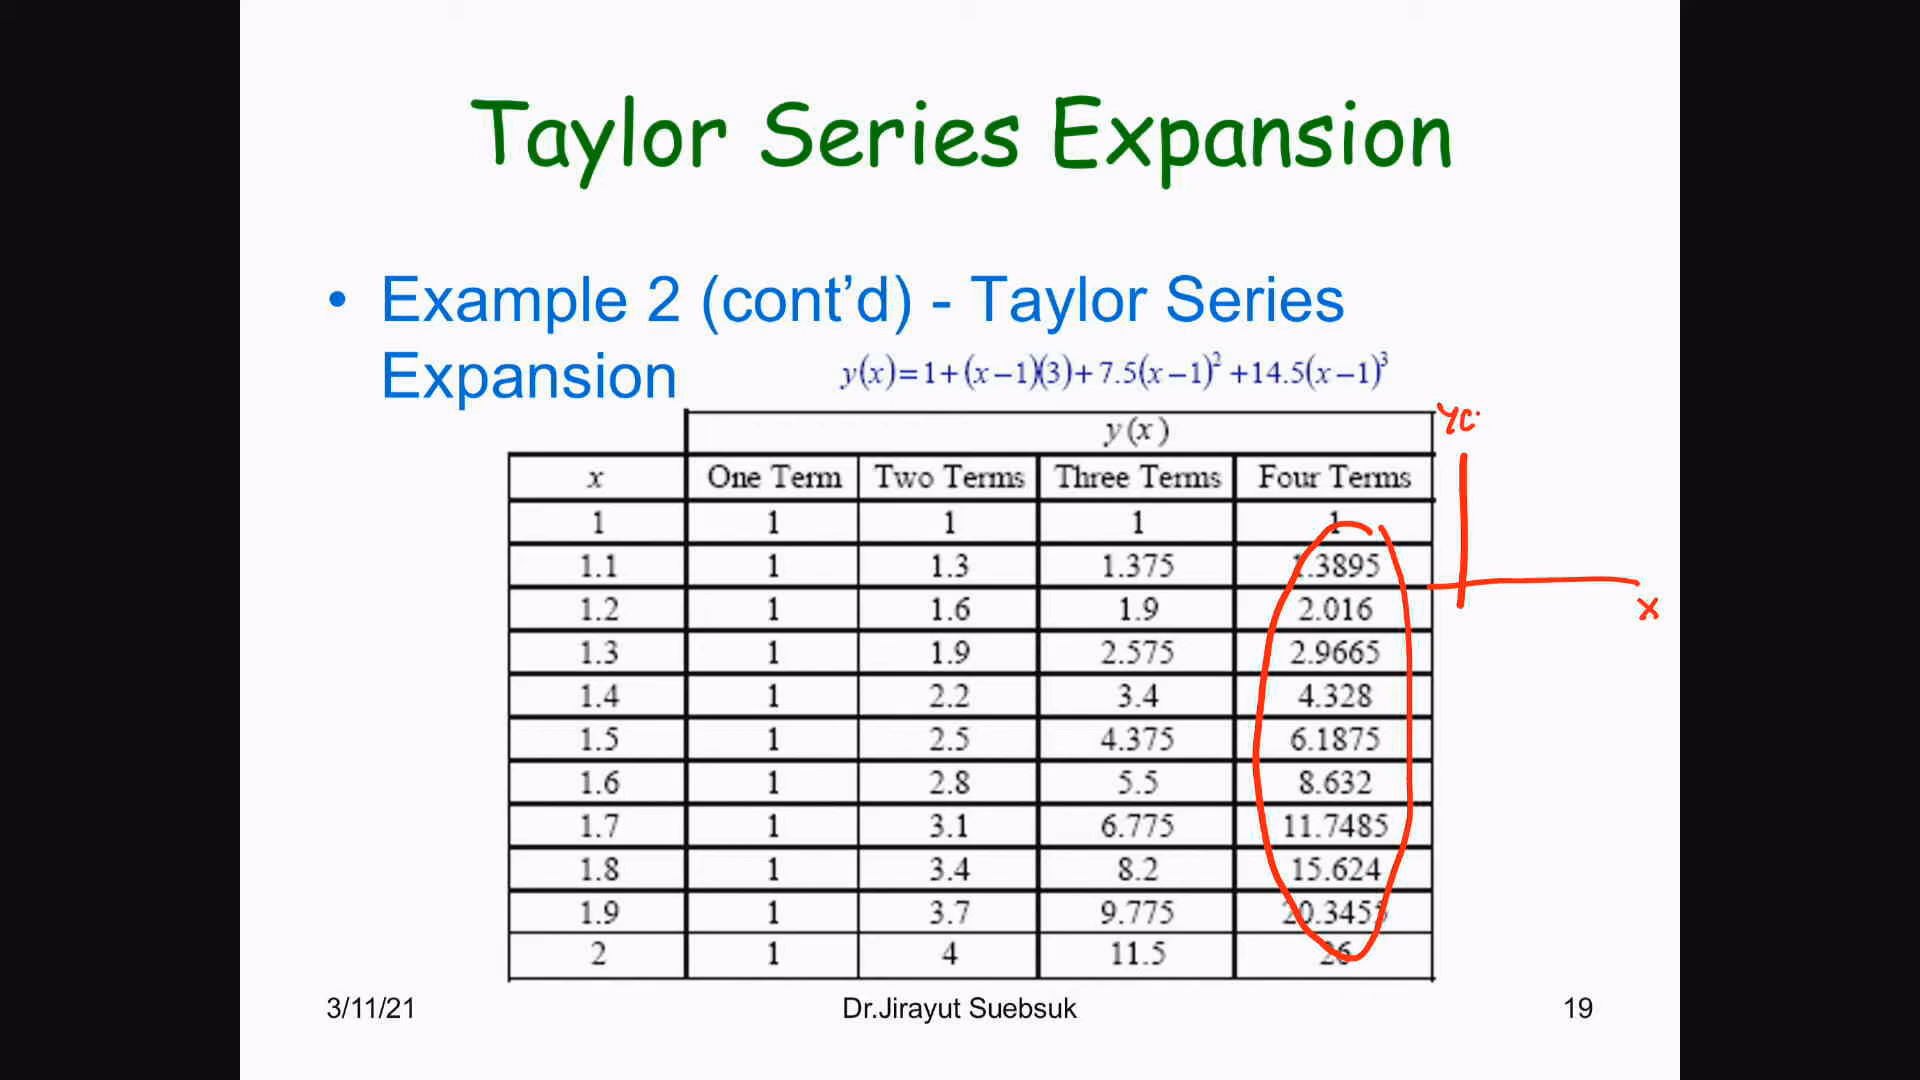 Taylor Series Expansion
• Example 2 (cont’d) - Taylor Series
Expansion
y(x)=1+(x−1)(3)+7.5(x−1)² +14.5(x−1)³
y(x)
x One Term Two Terms Three Terms Four Terms
1 1 1 1 1
1.1 1 1.3 1.375 1.3895
1.2 1 1.6 1.9 2.016
1.3 1 1.9 2.575 2.9665
1.4 1 2.2 3.4 4.328
1.5 1 2.5 4.375 6.1875
1.6 1 2.8 5.5 8.632
1.7 1 3.1 6.775 11.7485
1.8 1 3.4 8.2 15.624
1.9 1 3.7 9.775 20.3455
2 1 4 11.5 26
x
3/11/21 Dr.Jirayut Suebsuk 19